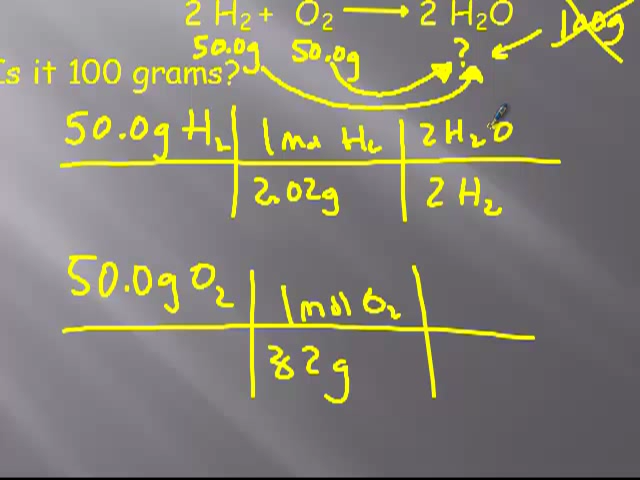 2 H₂ + O₂ → 2 H₂O
50.0g 50.0g ? 100g
Is it 100 grams?
50.0g H₂ 1 mol H₂ 2 H₂O
2.02g 2 H₂
50.0g O₂ 1 mol O₂
32g